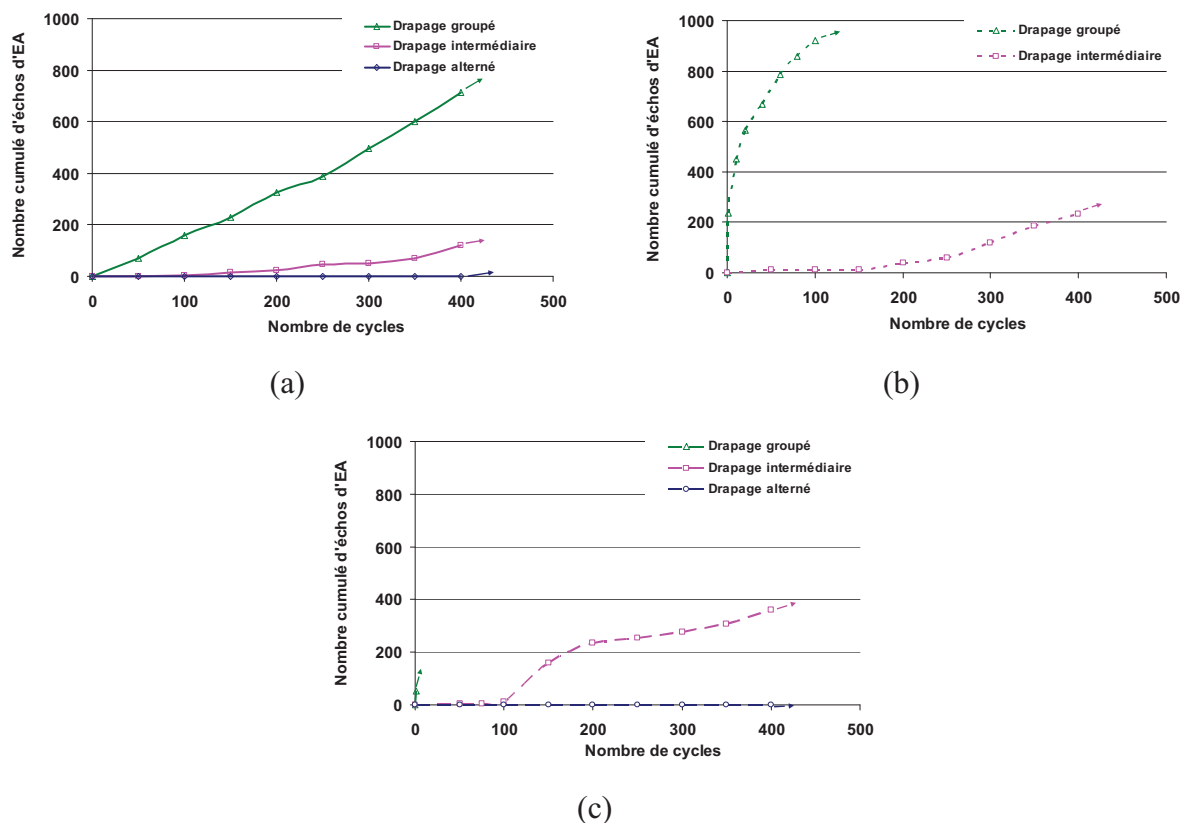 Nombre cumulé d'échos d'EA
1000
800
600
400
200
0
Drapage groupé
Drapage intermédiaire
Drapage alterné
0 100 200 300 400 500
Nombre de cycles
(a)
Nombre cumulé d'échos d'EA
1000
800
600
400
200
0
Drapage groupé
Drapage intermédiaire
0 100 200 300 400 500
Nombre de cycles
(b)
Nombre cumulé d'échos d'EA
1000
800
600
400
200
0
Drapage groupé
Drapage intermédiaire
Drapage alterné
0 100 200 300 400 500
Nombre de cycles
(c)